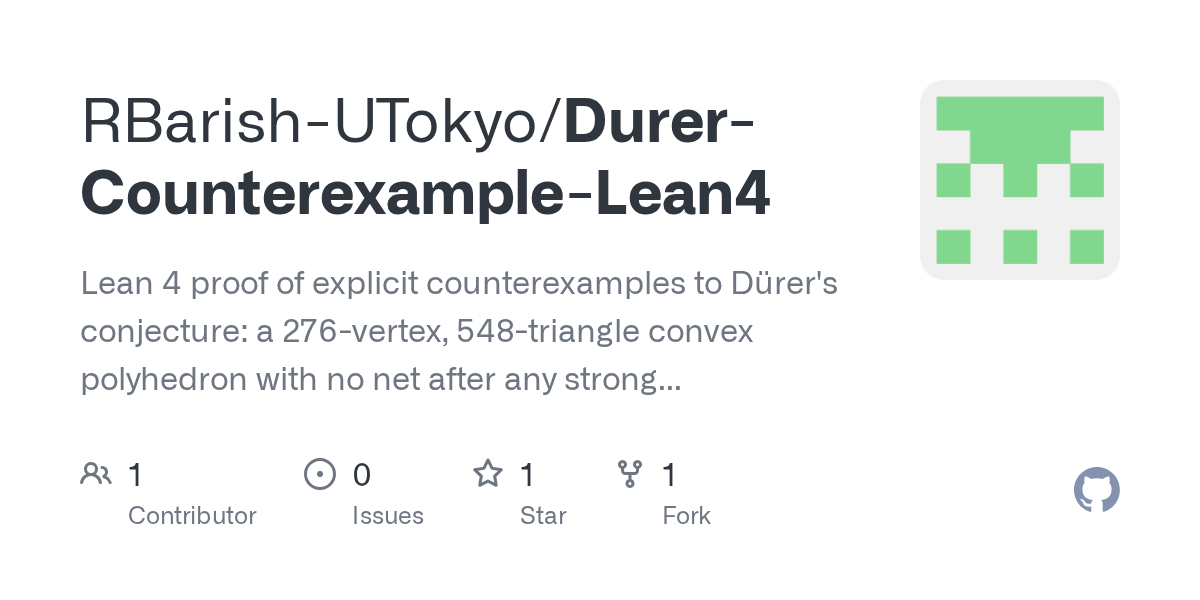 RBarish-UTokyo/Durer-
Counterexample-Lean4
Lean 4 proof of explicit counterexamples to Dürer's
conjecture: a 276-vertex, 548-triangle convex
polyhedron with no net after any strong...
1
Contributor
0
Issues
1
Star
1
Fork